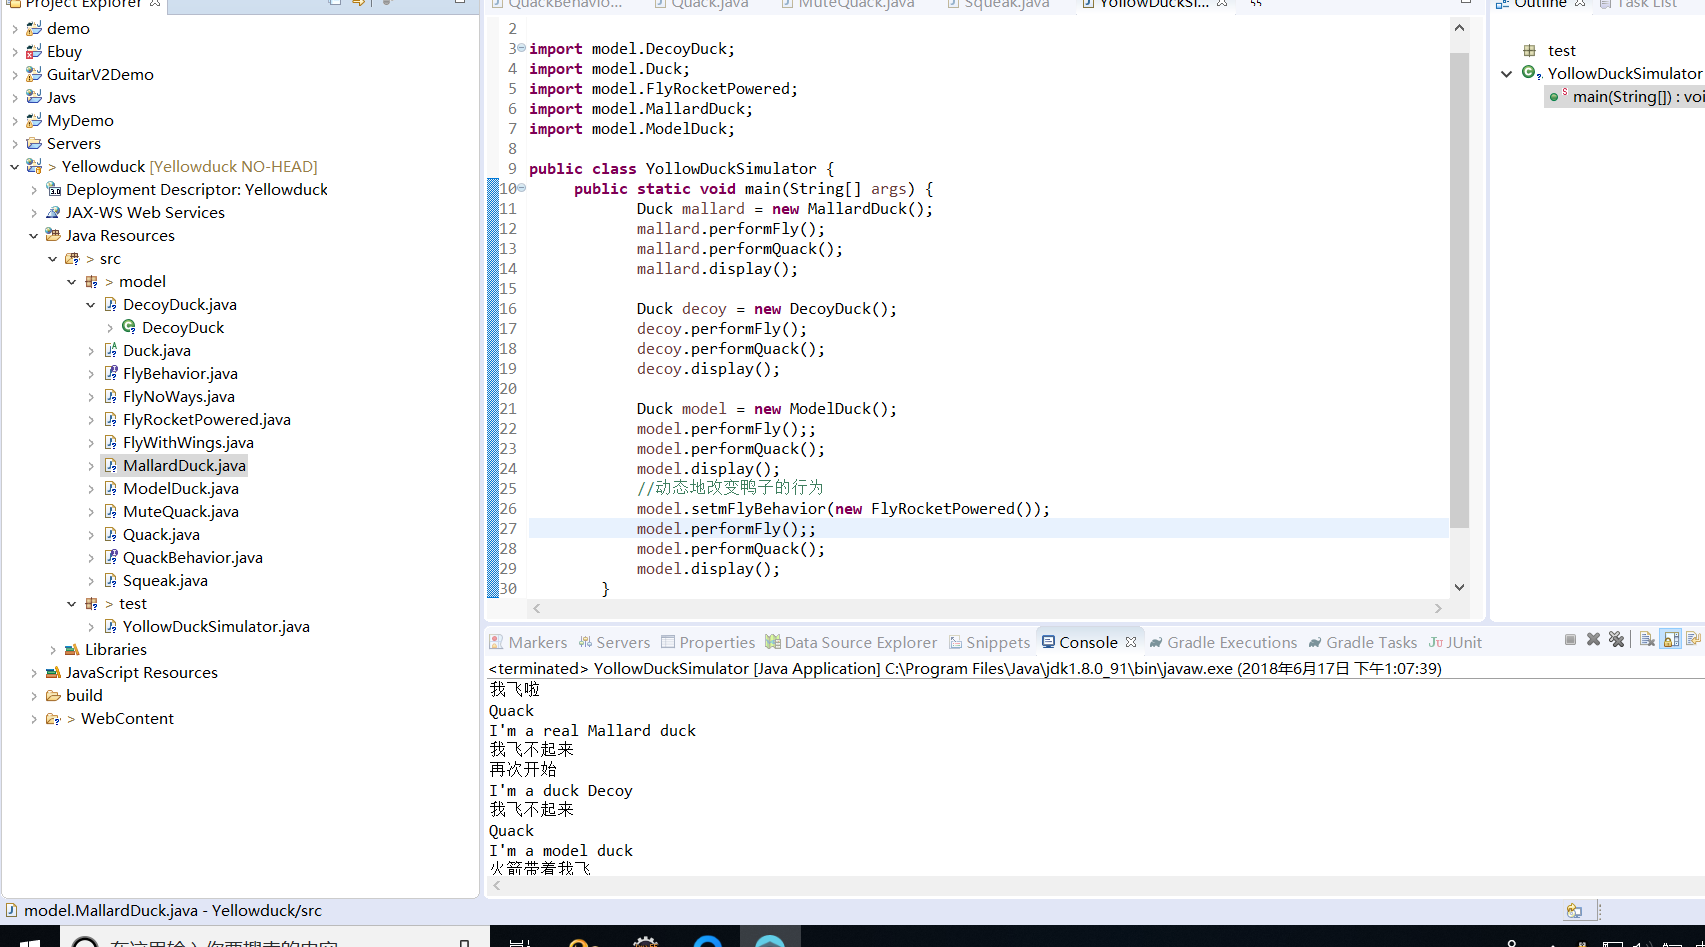 Project Explorer
demo
Ebuy
GuitarV2Demo
Javs
MyDemo
Servers
> Yellowduck [Yellowduck NO-HEAD]
Deployment Descriptor: Yellowduck
JAX-WS Web Services
Java Resources
> src
> model
DecoyDuck.java
DecoyDuck
Duck.java
FlyBehavior.java
FlyNoWays.java
FlyRocketPowered.java
FlyWithWings.java
MallardDuck.java
ModelDuck.java
MuteQuack.java
Quack.java
QuackBehavior.java
Squeak.java
> test
YollowDuckSimulator.java
Libraries
JavaScript Resources
build
> WebContent
QuackBehavio... Quack.java MuteQuack.java Squeak.java YollowDuckSi...
2
3 import model.DecoyDuck;
4 import model.Duck;
5 import model.FlyRocketPowered;
6 import model.MallardDuck;
7 import model.ModelDuck;
8
9 public class YollowDuckSimulator {
10 public static void main(String[] args) {
11 Duck mallard = new MallardDuck();
12 mallard.performFly();
13 mallard.performQuack();
14 mallard.display();
15
16 Duck decoy = new DecoyDuck();
17 decoy.performFly();
18 decoy.performQuack();
19 decoy.display();
20
21 Duck model = new ModelDuck();
22 model.performFly();;
23 model.performQuack();
24 model.display();
25 //动态地改变鸭子的行为
26 model.setmFlyBehavior(new FlyRocketPowered());
27 model.performFly();;
28 model.performQuack();
29 model.display();
30 }
Outline Task List
test
YollowDuckSimulator
main(String[]) : voi
Markers Servers Properties Data Source Explorer Snippets Console Gradle Executions Gradle Tasks JUnit
<terminated> YollowDuckSimulator [Java Application] C:\Program Files\Java\jdk1.8.0_91\bin\javaw.exe (2018年6月17日 下午1:07:39)
我飞啦
Quack
I'm a real Mallard duck
我飞不起来
再次开始
I'm a duck Decoy
我飞不起来
Quack
I'm a model duck
火箭带着我飞
model.MallardDuck.java - Yellowduck/src
在这里输入你要搜索的内容